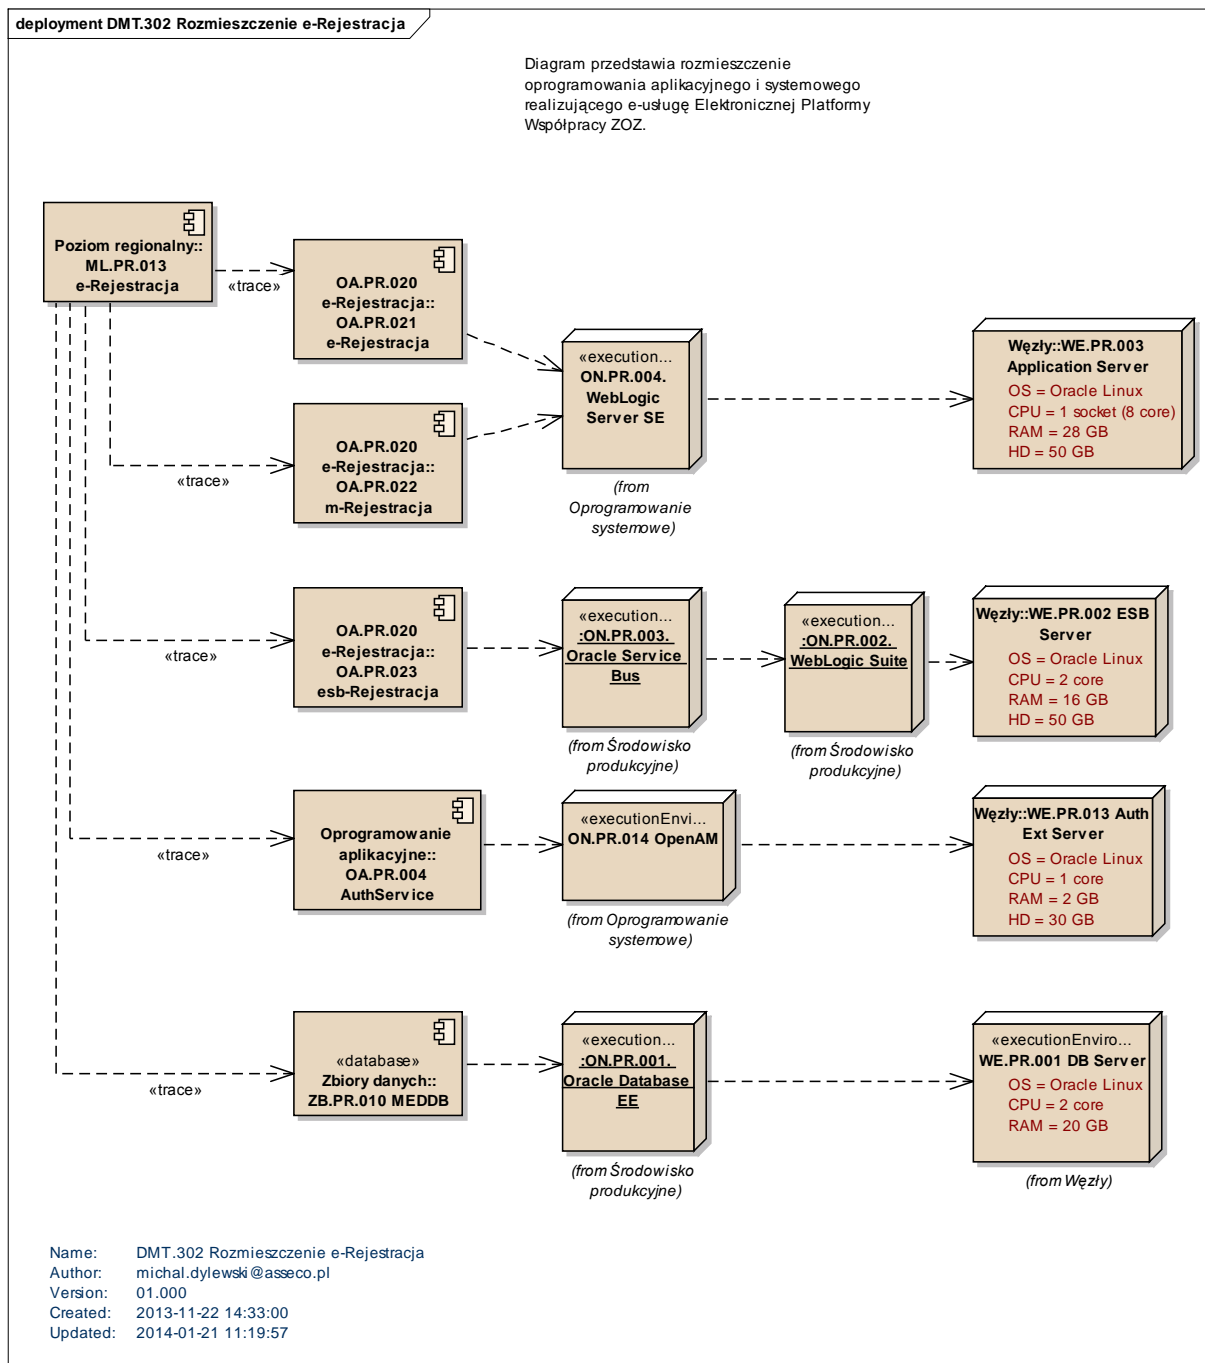 deployment DMT.302 Rozmieszczenie e-Rejestracja
Diagram przedstawia rozmieszczenie
oprogramowania aplikacyjnego i systemowego
realizującego e-usługę Elektronicznej Platformy
Współpracy ZOZ.
Poziom regionalny::
ML.PR.013
e-Rejestracja
«trace»
OA.PR.020
e-Rejestracja::
OA.PR.021
e-Rejestracja
«execution...
ON.PR.004.
WebLogic
Server SE
(from
Oprogramowanie
systemowe)
Węzły::WE.PR.003
Application Server
OS = Oracle Linux
CPU = 1 socket (8 core)
RAM = 28 GB
HD = 50 GB
«trace»
OA.PR.020
e-Rejestracja::
OA.PR.022
m-Rejestracja
«trace»
OA.PR.020
e-Rejestracja::
OA.PR.023
esb-Rejestracja
«execution...
:ON.PR.003.
Oracle Service
Bus
(from Środowisko
produkcyjne)
«execution...
:ON.PR.002.
WebLogic Suite
(from Środowisko
produkcyjne)
Węzły::WE.PR.002 ESB
Server
OS = Oracle Linux
CPU = 2 core
RAM = 16 GB
HD = 50 GB
«trace»
Oprogramowanie
aplikacyjne::
OA.PR.004
AuthService
«executionEnvi...
ON.PR.014 OpenAM
(from Oprogramowanie
systemowe)
Węzły::WE.PR.013 Auth
Ext Server
OS = Oracle Linux
CPU = 1 core
RAM = 2 GB
HD = 30 GB
«trace»
«database»
Zbiory danych::
ZB.PR.010 MEDDB
«execution...
:ON.PR.001.
Oracle Database
EE
(from Środowisko
produkcyjne)
«executionEnviro...
WE.PR.001 DB Server
OS = Oracle Linux
CPU = 2 core
RAM = 20 GB
(from Węzły)
Name: DMT.302 Rozmieszczenie e-Rejestracja
Author: michal.dylewski@asseco.pl
Version: 01.000
Created: 2013-11-22 14:33:00
Updated: 2014-01-21 11:19:57